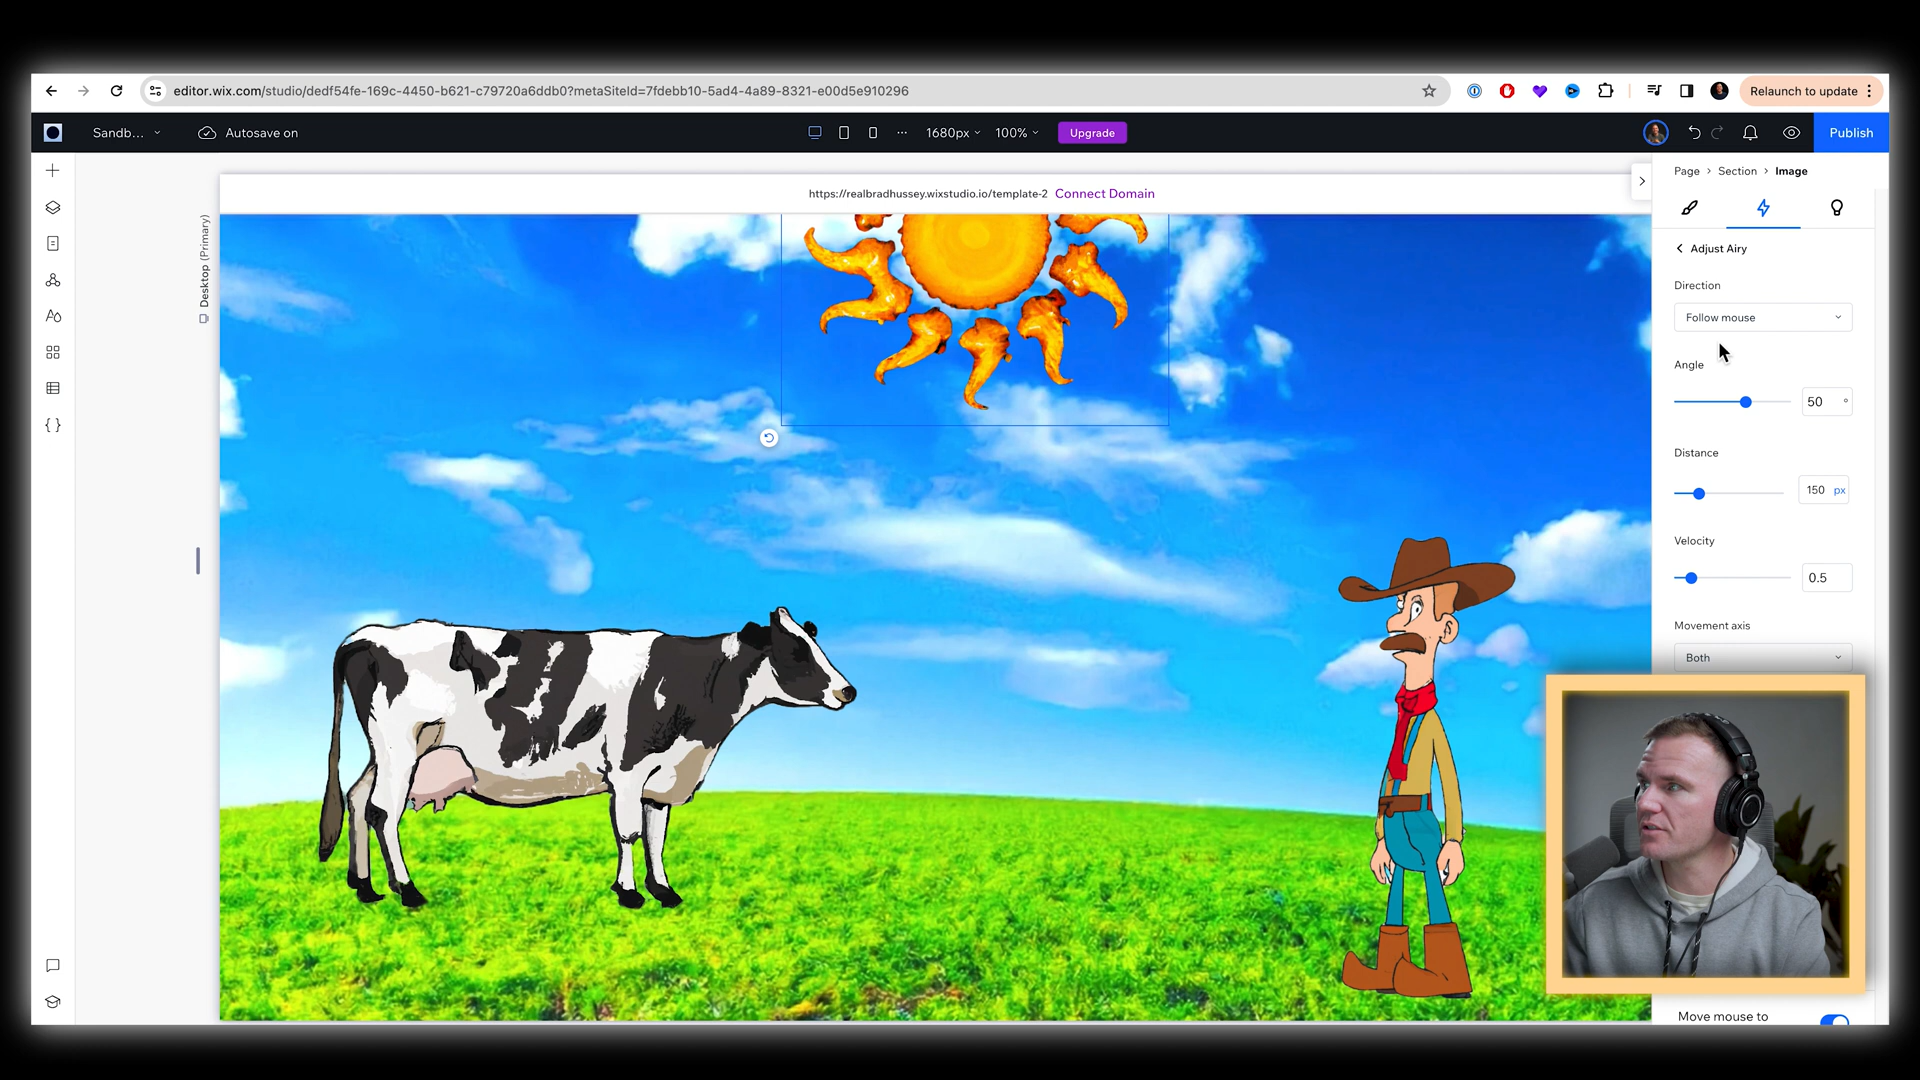 editor.wix.com/studio/dedf54fe-169c-4450-b621-c79720a6ddb0?metaSiteId=7fdebb10-5ad4-4a89-8321-e00d5e910296
Relaunch to update
Sandb...
Autosave on
1680px
100%
Upgrade
Publish
https://realbradhussey.wixstudio.io/template-2 Connect Domain
Desktop (Primary)
Page > Section > Image
Adjust Airy
Direction
Follow mouse
Angle
50 °
Distance
150 px
Velocity
0.5
Movement axis
Both
Move mouse to